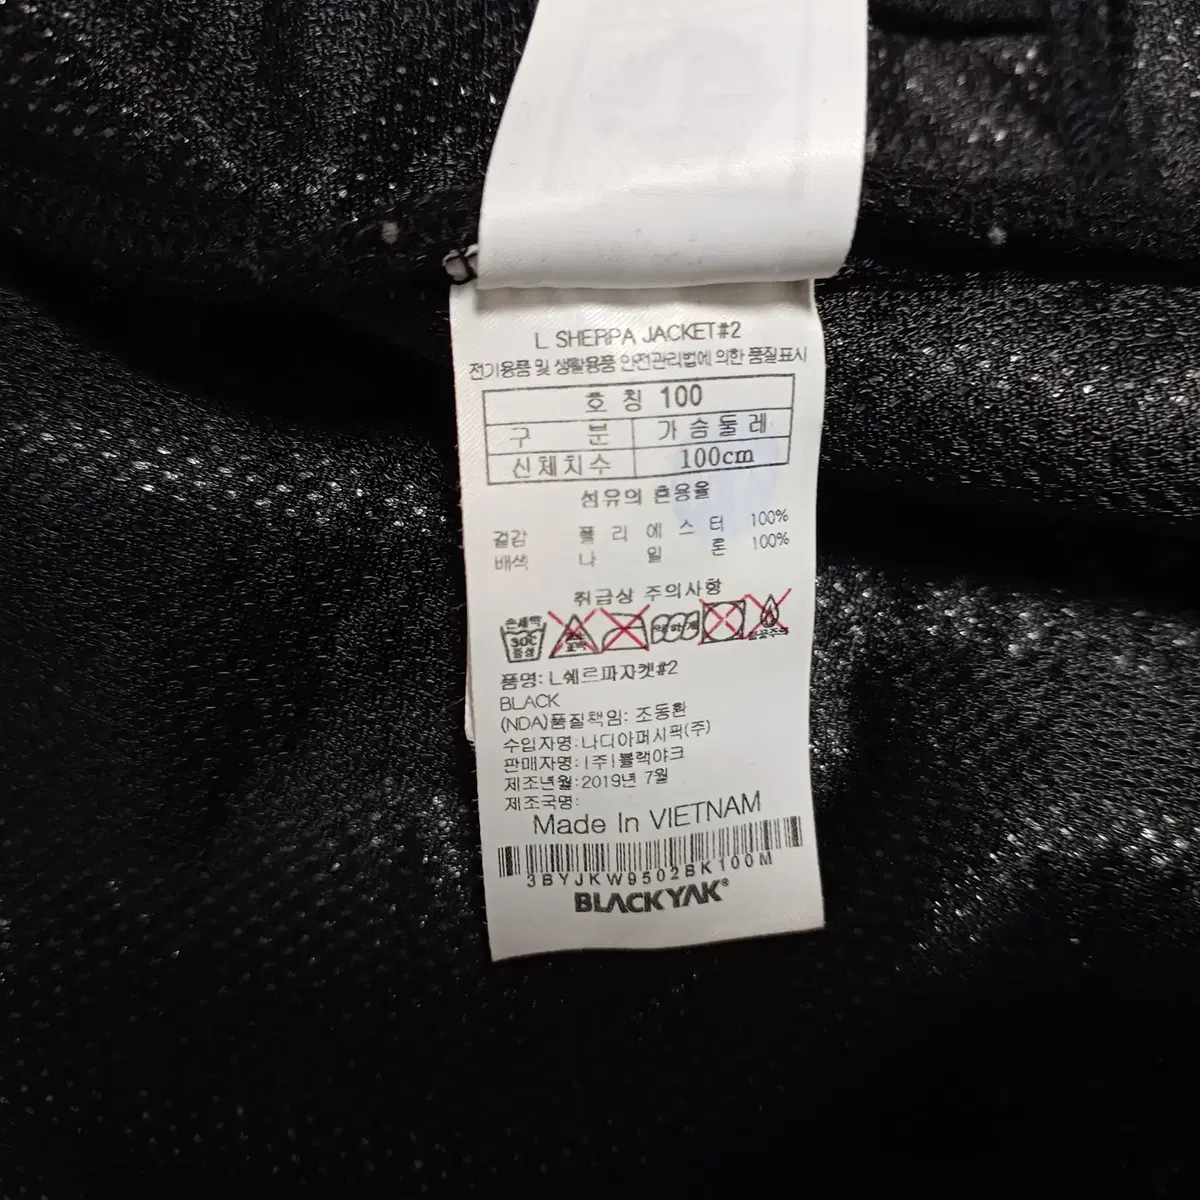 L SHERPA JACKET#2
전기용품 및 생활용품 안전관리법에 의한 품질표시
호 칭 100
구 분 가슴둘레
신체치수 100cm
섬유의 혼용율
겉감 폴 리 에 스 터 100%
배색 나 일 론 100%
취급상 주의사항
손세탁
30℃
중성
품명: L쉐르파자켓#2
BLACK
(NDA)품질책임: 조동환
수입자명: 나디아퍼시픽(주)
판매자명: (주)블랙야크
제조년월: 2019년 7월
제조국명:
Made In VIETNAM
3BYJKW9502BK100M
BLACKYAK®